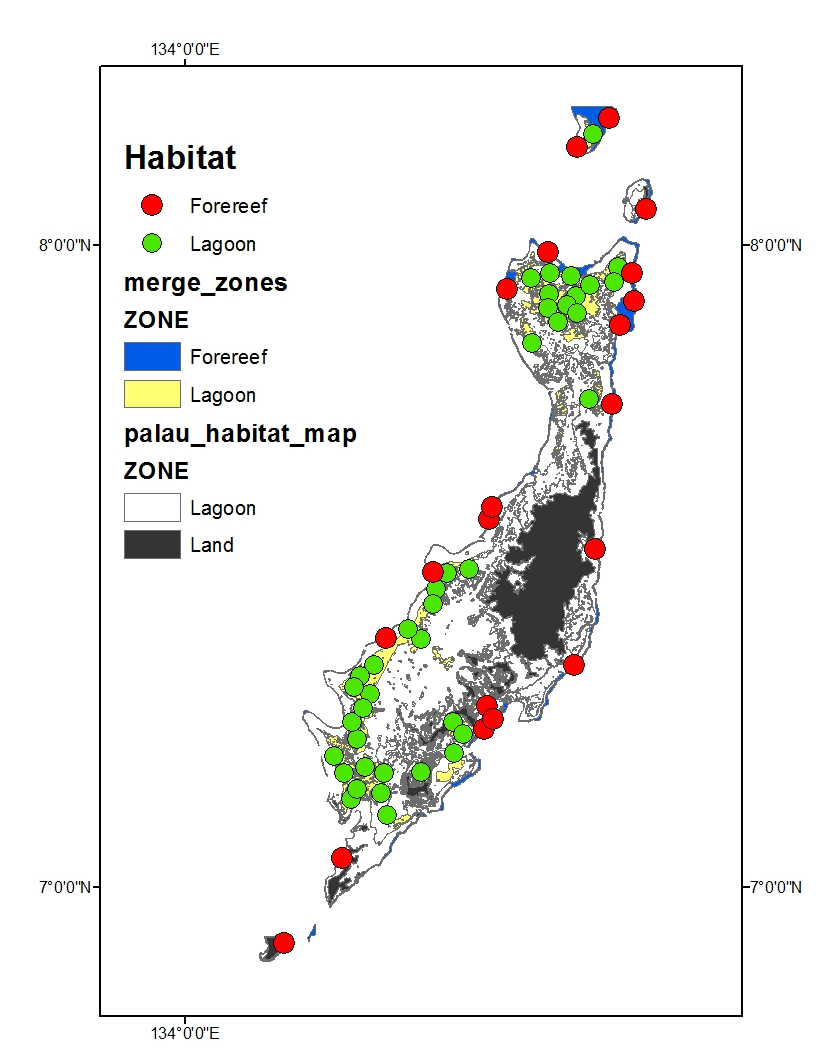 134°0'0"E
Habitat
Forereef
8°0'0"N
Lagoon
8°0'0"N
merge_zones
ZONE
Forereef
Lagoon
palau_habitat_map
ZONE
Lagoon
Land
7°0'0"N
7°0'0"N
134°0'0"E